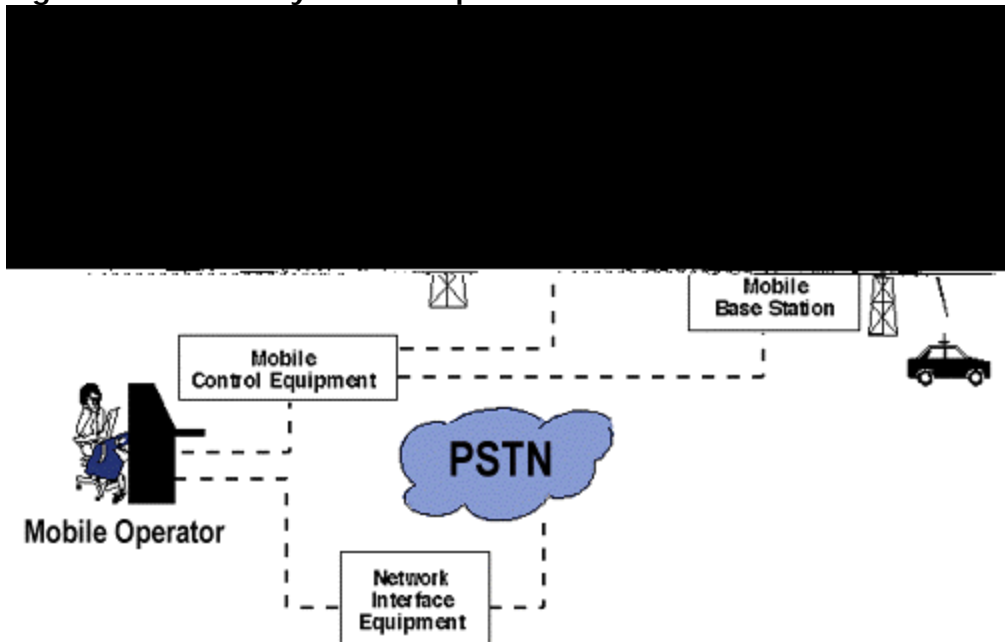 Mobile
Base Station
Mobile
Control Equipment
PSTN
Mobile Operator
Network
Interface
Equipment